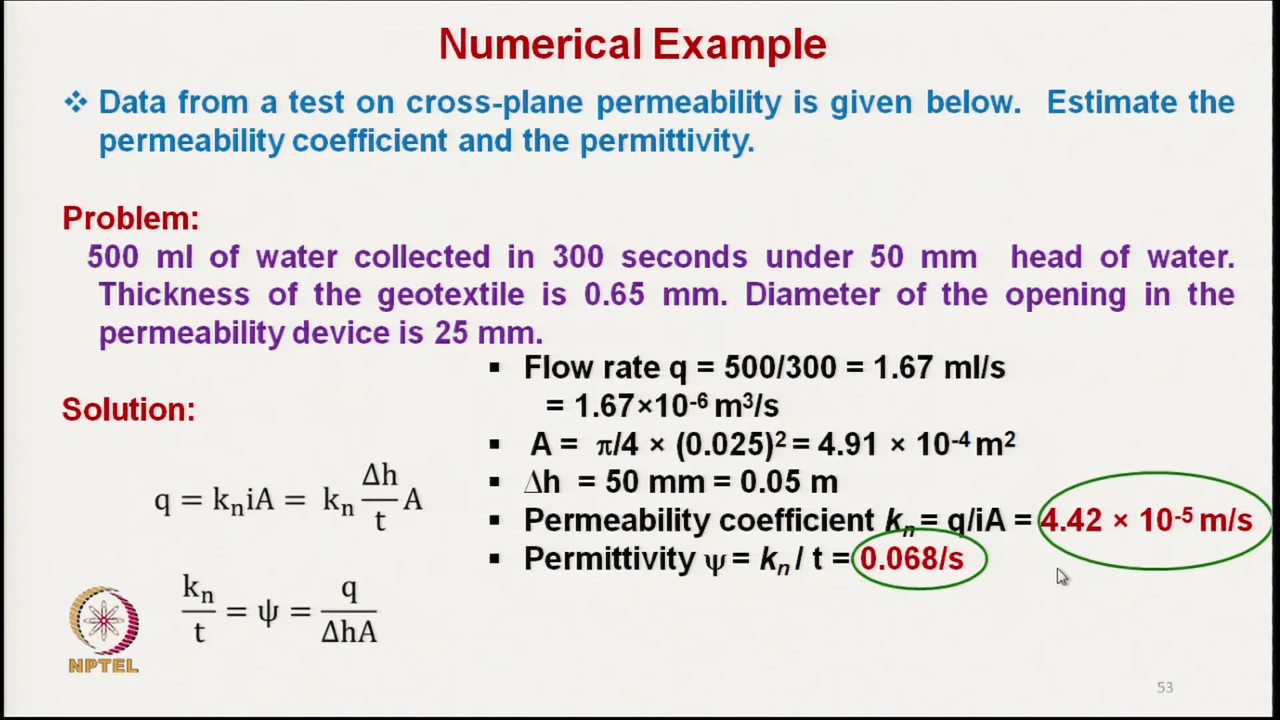 Numerical Example
❖ Data from a test on cross-plane permeability is given below. Estimate the
permeability coefficient and the permittivity.
Problem:
500 ml of water collected in 300 seconds under 50 mm head of water.
Thickness of the geotextile is 0.65 mm. Diameter of the opening in the
permeability device is 25 mm.
Solution:
q = kₙiA = kₙ Δh/t A
kₙ/t = ψ = q/ΔhA
▪ Flow rate q = 500/300 = 1.67 ml/s
= 1.67×10⁻⁶ m³/s
▪ A = π/4 × (0.025)² = 4.91 × 10⁻⁴ m²
▪ Δh = 50 mm = 0.05 m
▪ Permeability coefficient kₙ = q/iA = 4.42 × 10⁻⁵ m/s
▪ Permittivity ψ = kₙ / t = 0.068/s
NPTEL
53